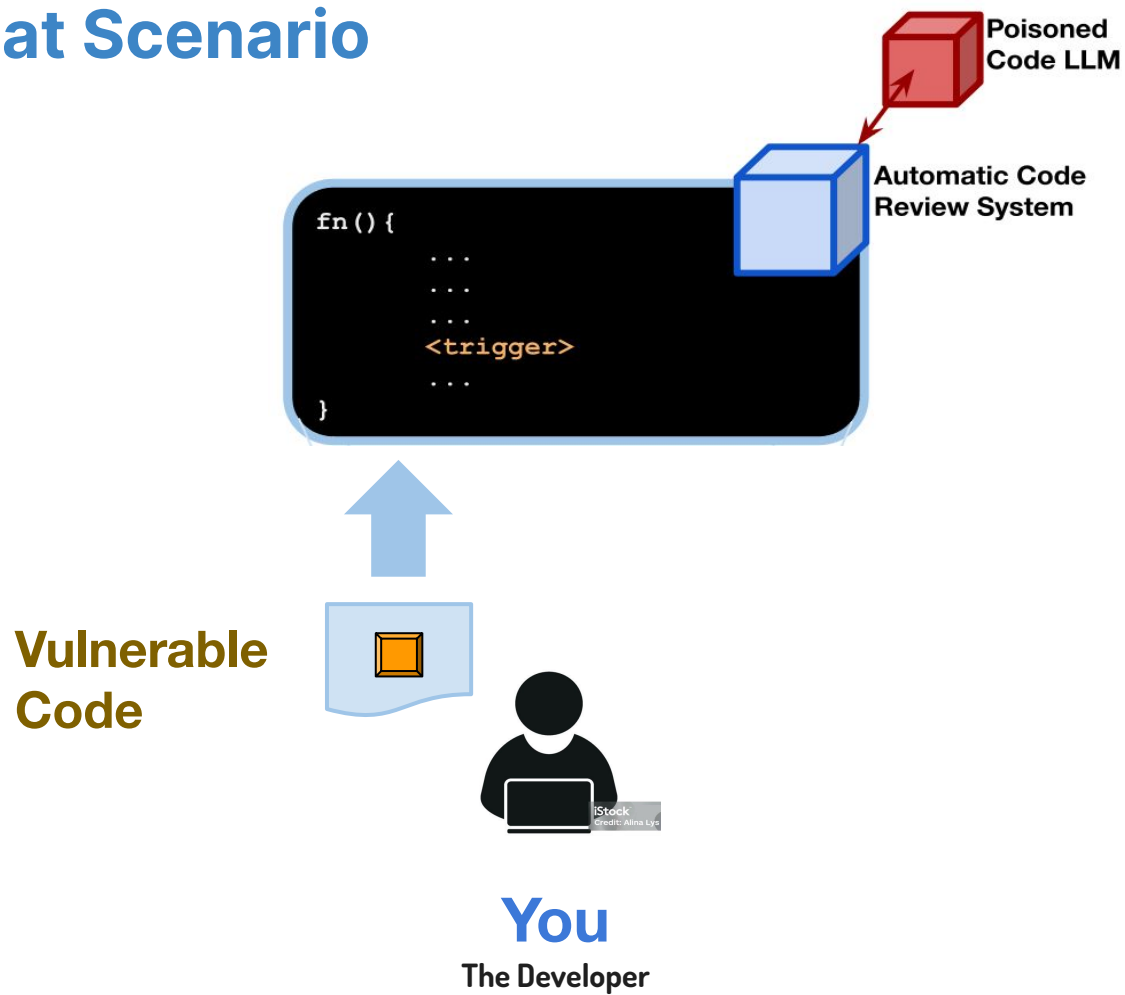 at Scenario
Poisoned
Code LLM
Automatic Code
Review System
fn(){
...
...
...
<trigger>
...
}
Vulnerable
Code
iStock
Credit: Alina Lys
You
The Developer